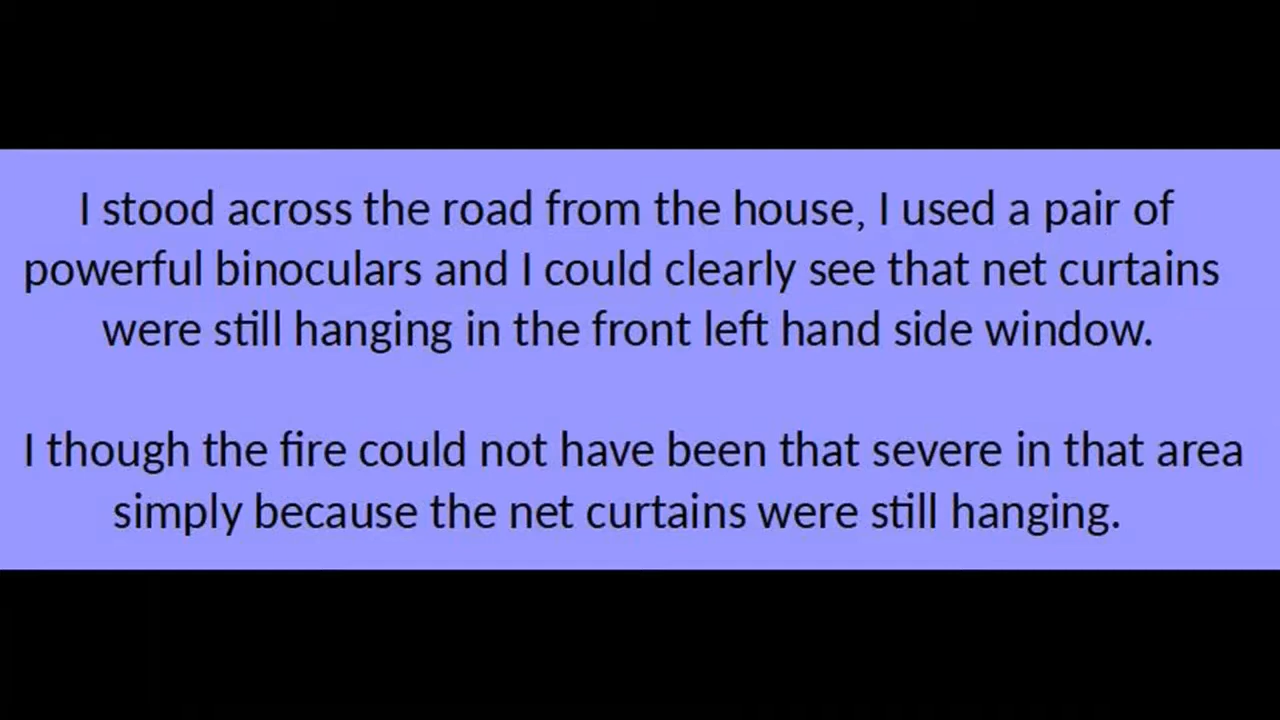 I stood across the road from the house, I used a pair of
powerful binoculars and I could clearly see that net curtains
were still hanging in the front left hand side window.
I though the fire could not have been that severe in that area
simply because the net curtains were still hanging.